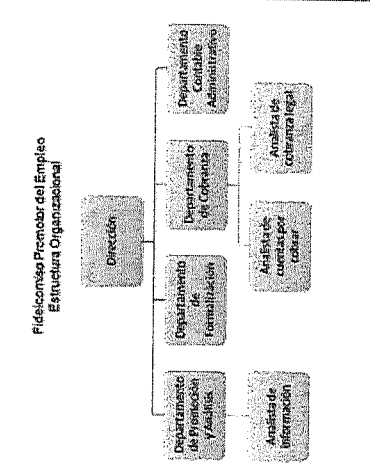 Fideicomiso Promotor del Empleo
Estructura Organizacional
Dirección
Departamento
de Promoción
y Análisis
Departamento
de
Formalización
Departamento
de Cobranza
Departamento
Contable
Administrativo
Analista de
Información
Analista de
cuentas por
cobrar
Analista de
cobranza legal